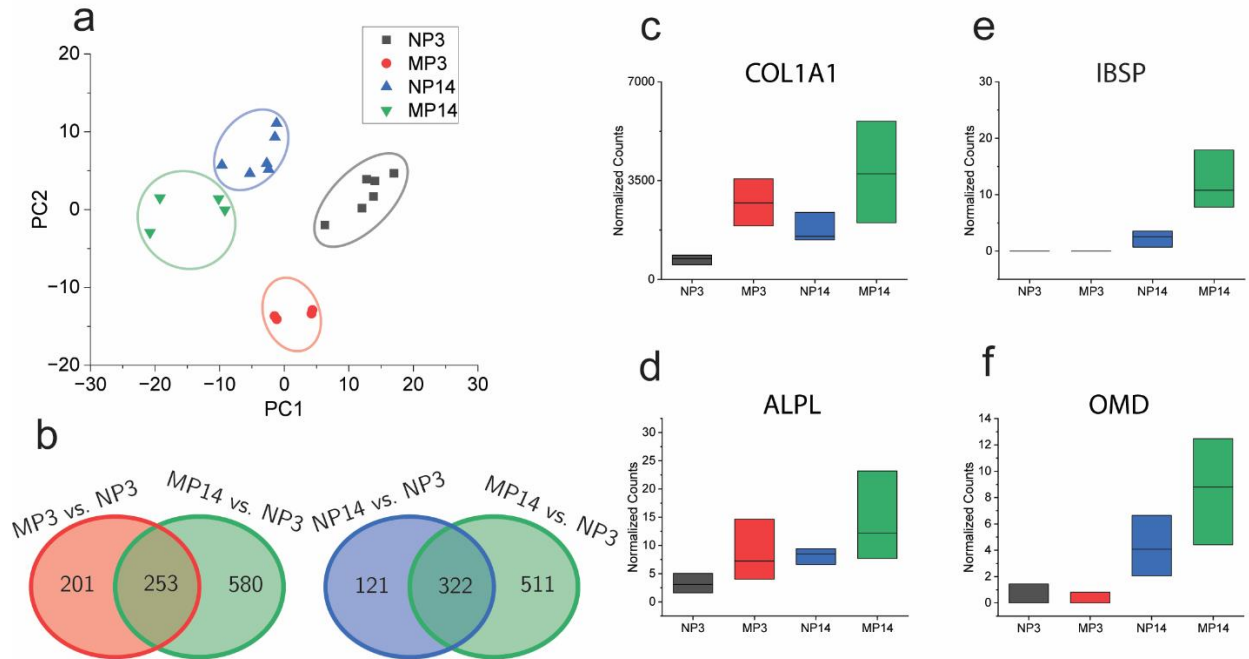 a
NP3
MP3
NP14
MP14
20
10
0
−10
−20
PC2
−30
−20
−10
0
10
20
30
PC1
b
MP3 vs. NP3
MP14 vs. NP3
201
253
580
NP14 vs. NP3
MP14 vs. NP3
121
322
511
c
COL1A1
7000
3500
0
Normalized Counts
NP3
MP3
NP14
MP14
d
ALPL
30
25
20
15
10
5
0
Normalized Counts
NP3
MP3
NP14
MP14
e
IBSP
30
20
10
0
Normalized Counts
NP3
MP3
NP14
MP14
f
OMD
14
12
10
8
6
4
2
0
Normalized Counts
NP3
MP3
NP14
MP14